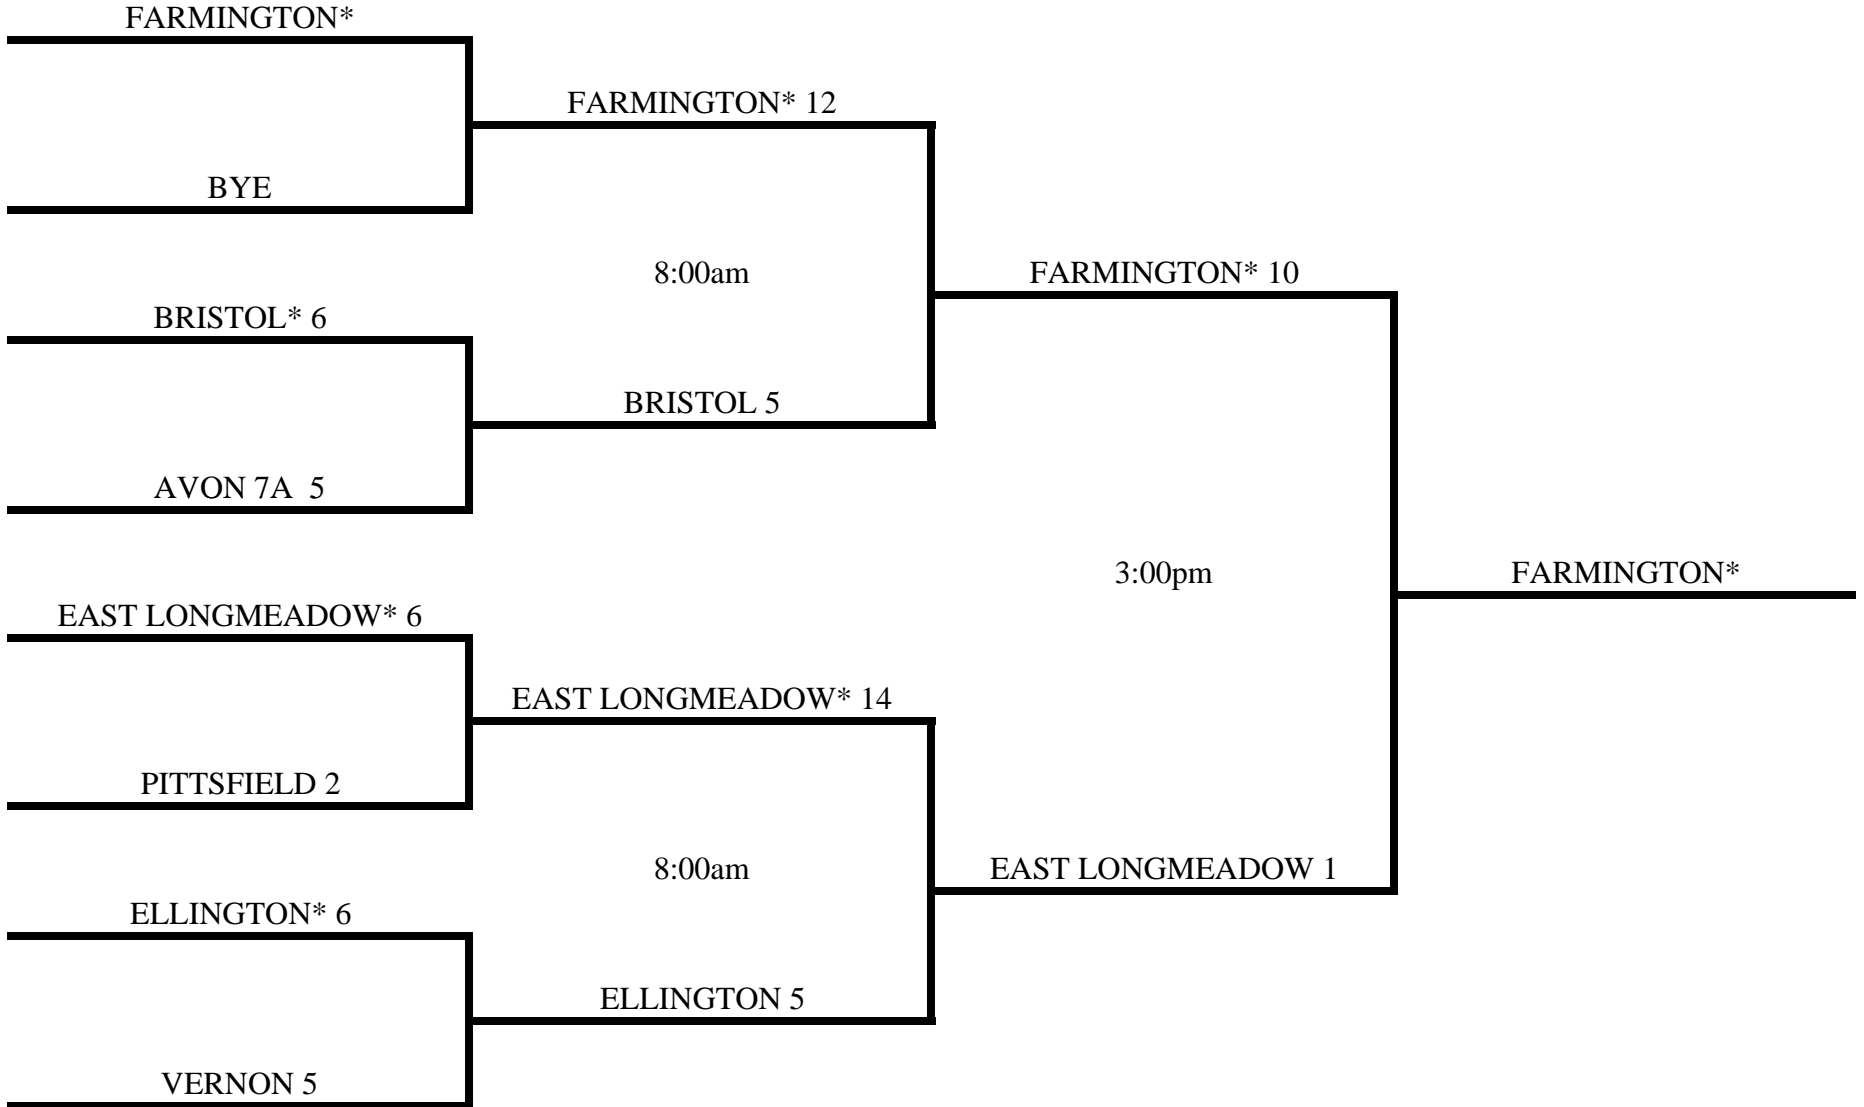 FARMINGTON*
FARMINGTON* 12
BYE
8:00am
FARMINGTON* 10
BRISTOL* 6
BRISTOL 5
AVON 7A  5
3:00pm
FARMINGTON*
EAST LONGMEADOW* 6
EAST LONGMEADOW* 14
PITTSFIELD 2
8:00am
EAST LONGMEADOW 1
ELLINGTON* 6
ELLINGTON 5
VERNON 5